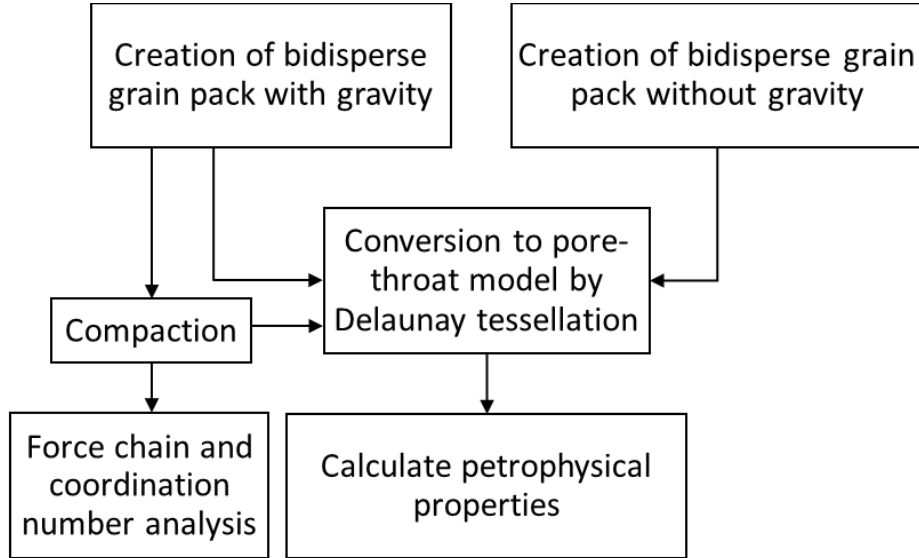 Creation of bidisperse
grain pack with gravity
Creation of bidisperse grain
pack without gravity
Conversion to pore-
throat model by
Delaunay tessellation
Compaction
Force chain and
coordination
number analysis
Calculate petrophysical
properties